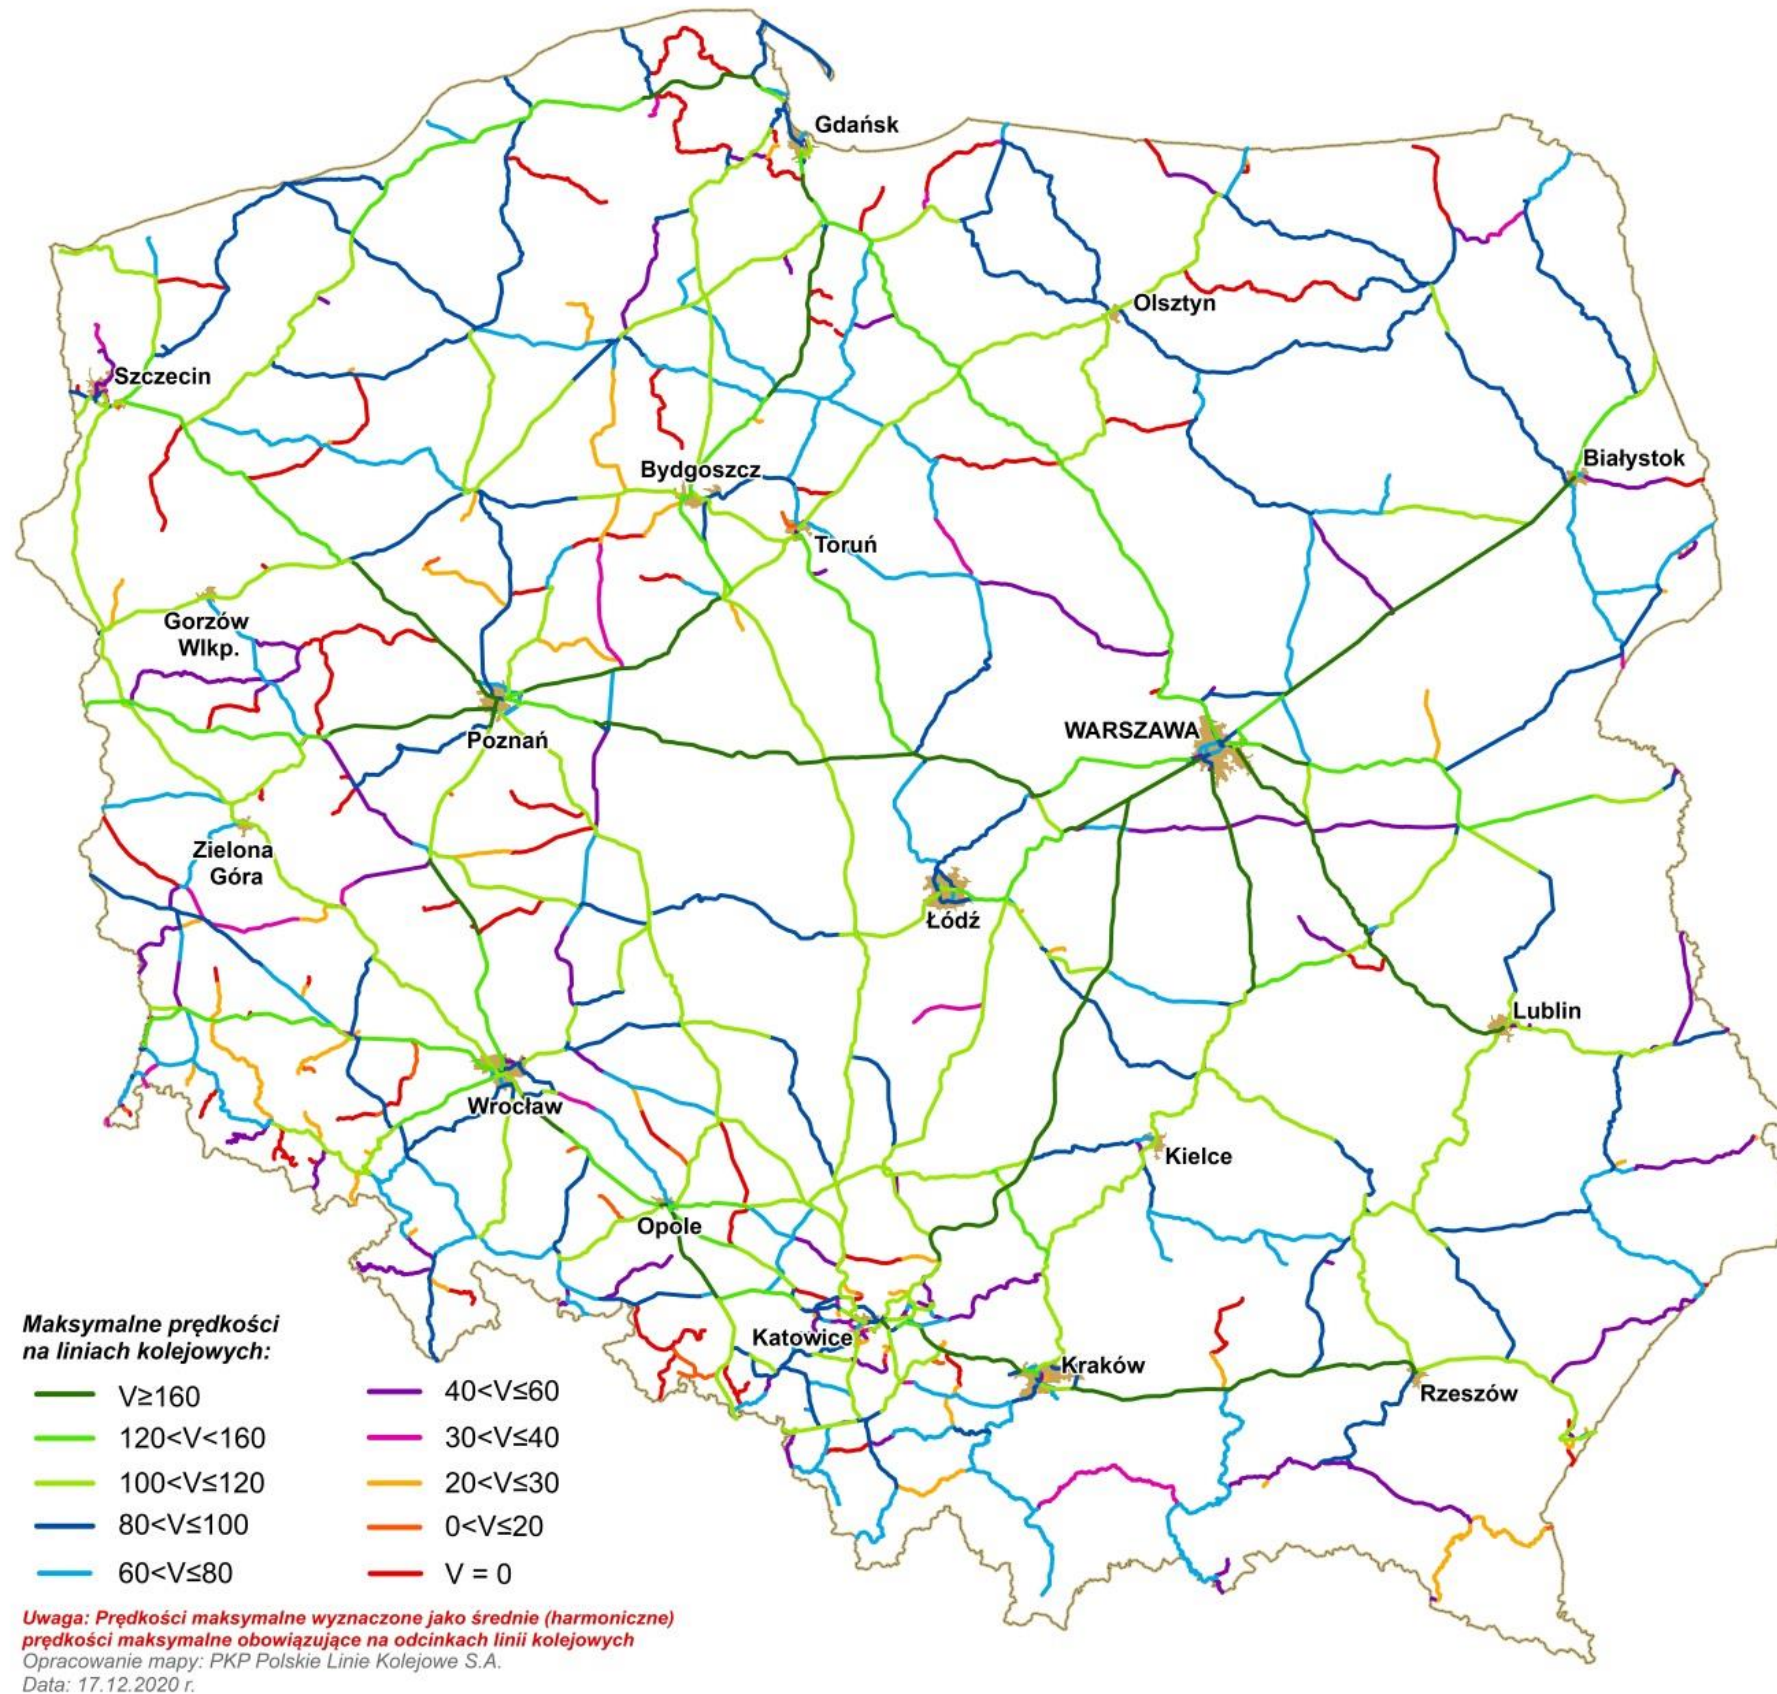 Gdańsk
Olsztyn
Szczecin
Białystok
Bydgoszcz
Toruń
Gorzów
Wlkp.
WARSZAWA
Poznań
Zielona
Góra
Łódź
Lublin
Wrocław
Kielce
Opole
Katowice
Kraków
Rzeszów
Maksymalne prędkości
na liniach kolejowych:
V≥160
120<V<160
100<V≤120
80<V≤100
60<V≤80
40<V≤60
30<V≤40
20<V≤30
0<V≤20
V = 0
Uwaga: Prędkości maksymalne wyznaczone jako średnie (harmoniczne)
prędkości maksymalne obowiązujące na odcinkach linii kolejowych
Opracowanie mapy: PKP Polskie Linie Kolejowe S.A.
Data: 17.12.2020 r.